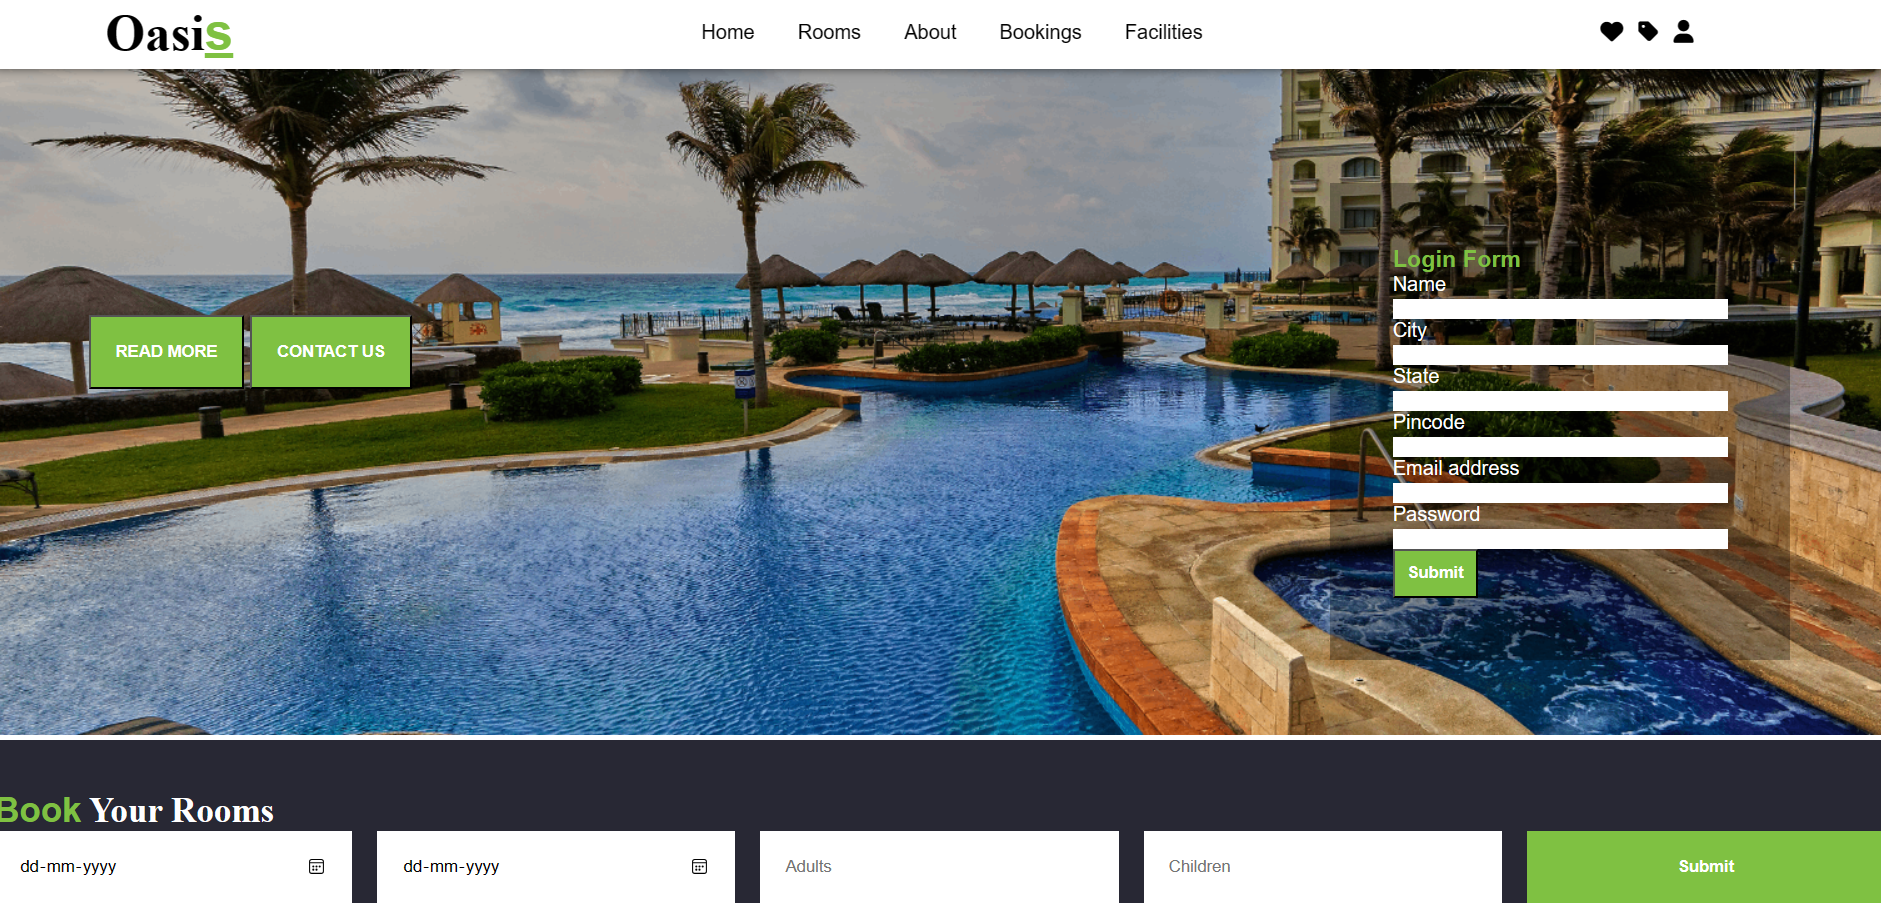 Oasis
Home Rooms About Bookings Facilities
READ MORE CONTACT US
Login Form
Name
City
State
Pincode
Email address
Password
Submit
Book Your Rooms
dd-mm-yyyy dd-mm-yyyy Adults Children Submit